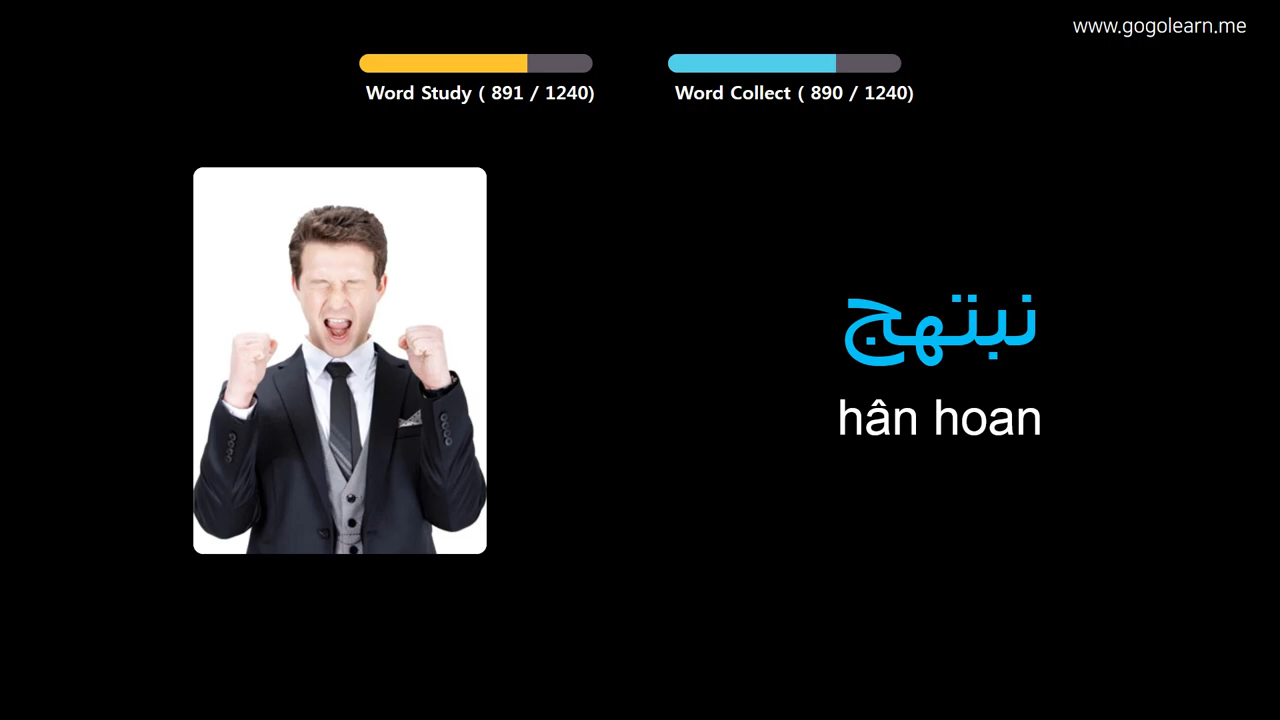 www.gogolearn.me
Word Study ( 891 / 1240)
Word Collect ( 890 / 1240)
نبتهج
hân hoan